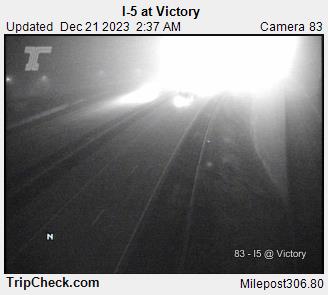 I-5 at Victory
Updated Dec 21 2023 2:37 AM Camera 83
T
N
83 - I5 @ Victory
TripCheck.com Milepost306.80